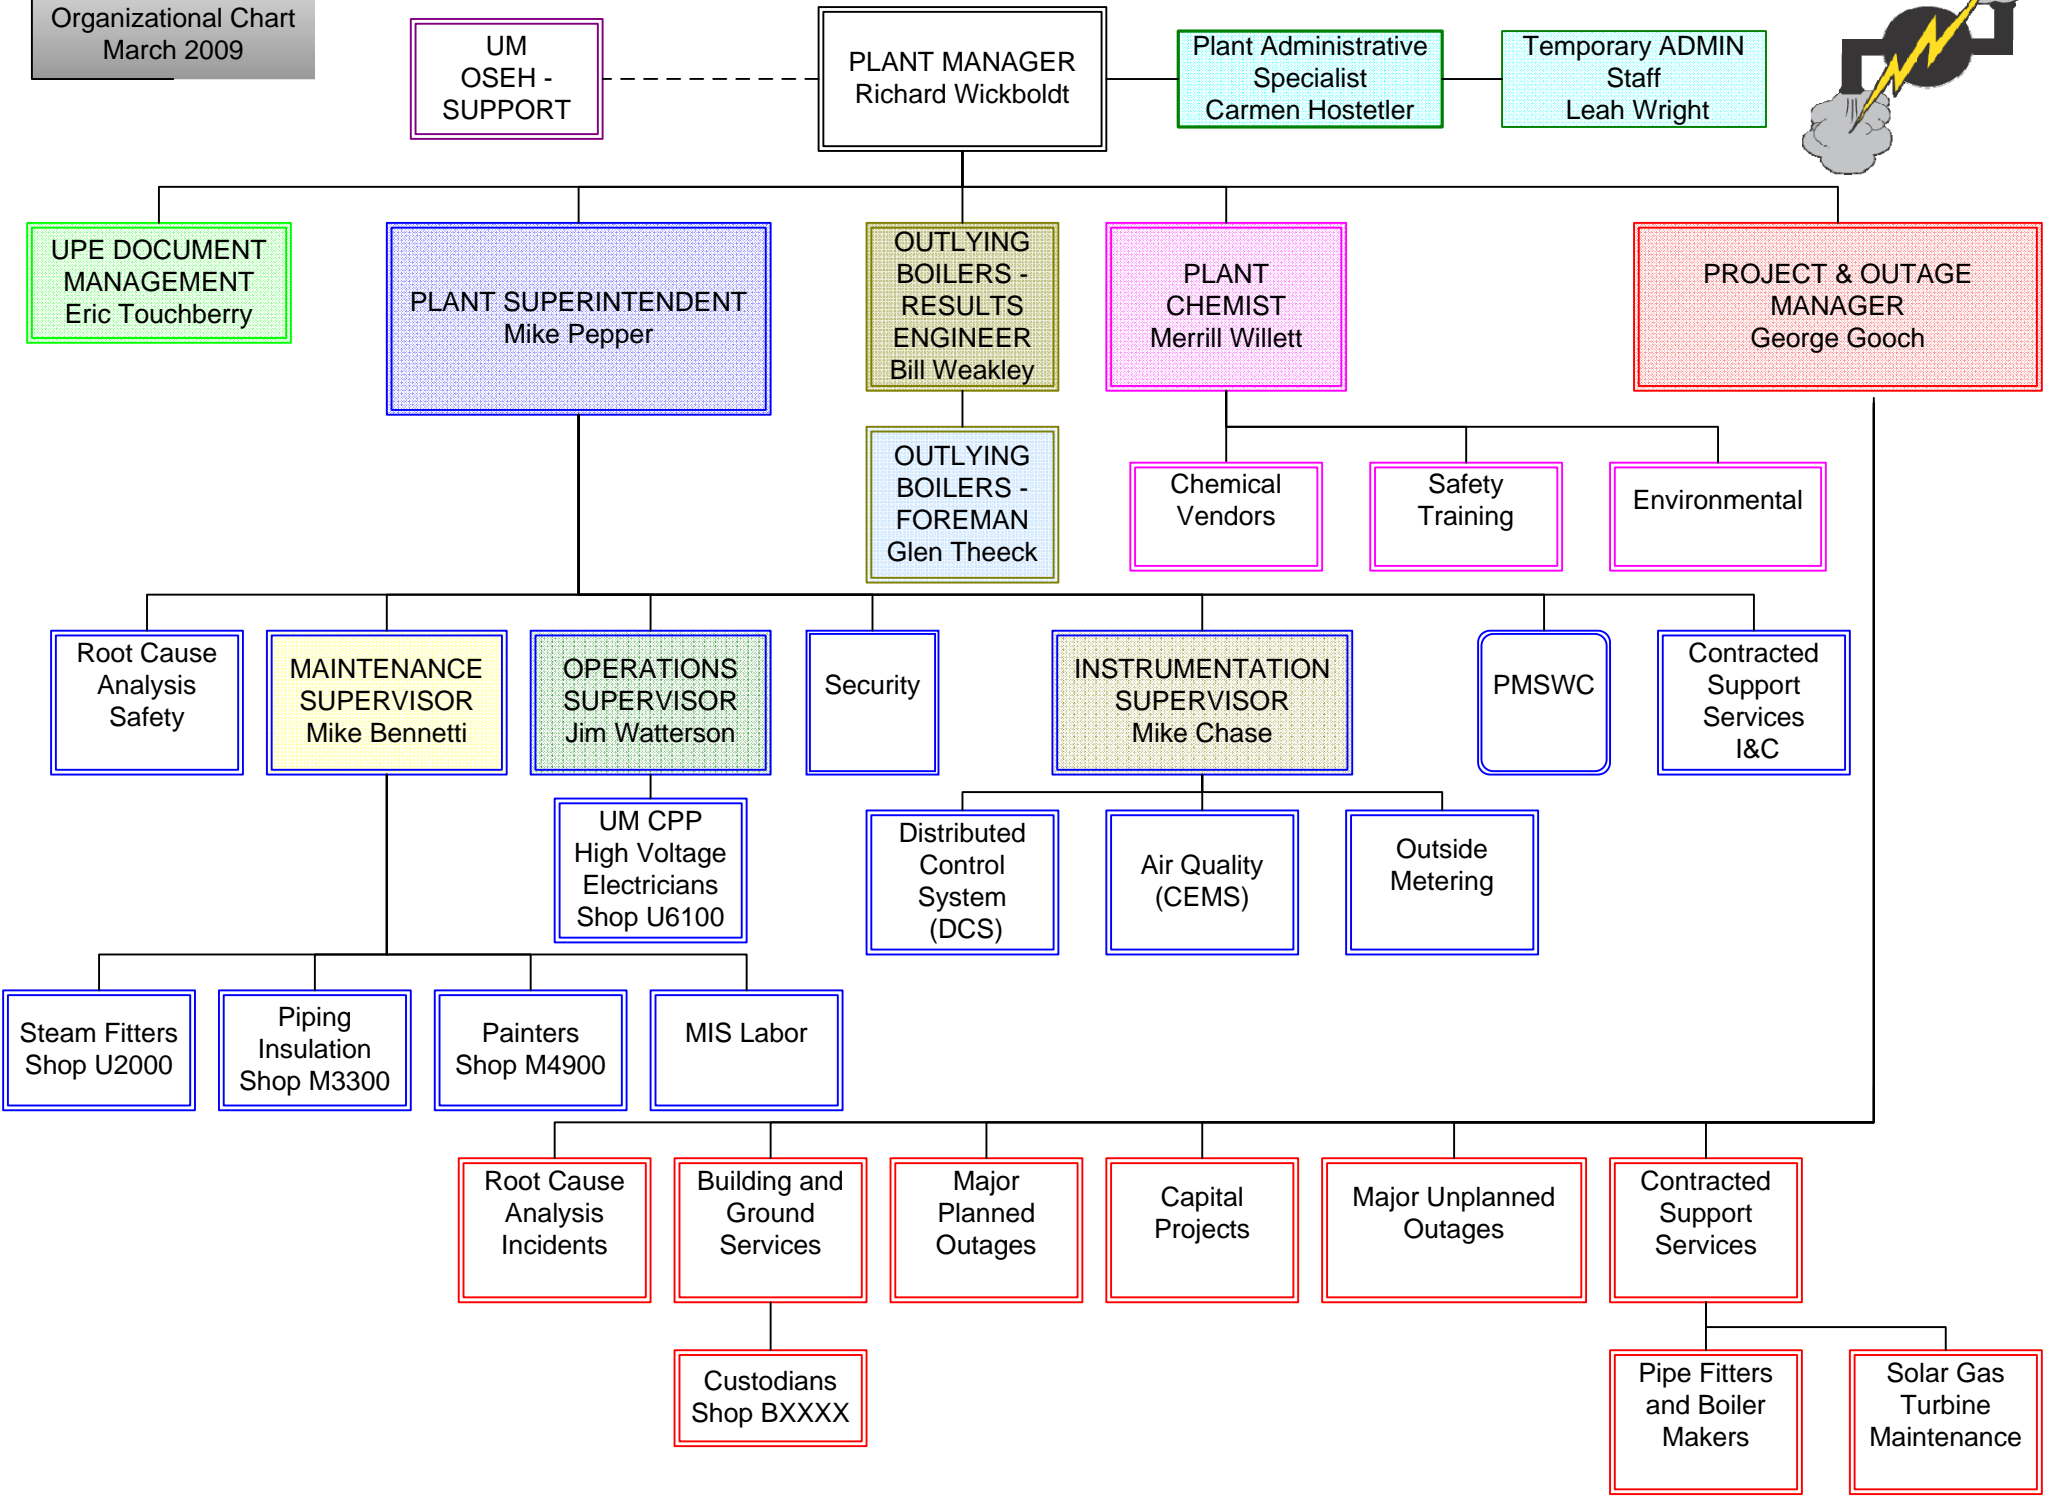 Organizational Chart
March 2009
UM
OSEH -
SUPPORT
PLANT MANAGER
Richard Wickboldt
Plant Administrative
Specialist
Carmen Hostetler
Temporary ADMIN
Staff
Leah Wright
UPE DOCUMENT
MANAGEMENT
Eric Touchberry
PLANT SUPERINTENDENT
Mike Pepper
OUTLYING
BOILERS -
RESULTS
ENGINEER
Bill Weakley
PLANT
CHEMIST
Merrill Willett
PROJECT & OUTAGE
MANAGER
George Gooch
OUTLYING
BOILERS -
FOREMAN
Glen Theeck
Chemical
Vendors
Safety
Training
Environmental
Root Cause
Analysis
Safety
MAINTENANCE
SUPERVISOR
Mike Bennetti
OPERATIONS
SUPERVISOR
Jim Watterson
Security
INSTRUMENTATION
SUPERVISOR
Mike Chase
PMSWC
Contracted
Support
Services
I&C
UM CPP
High Voltage
Electricians
Shop U6100
Distributed
Control
System
(DCS)
Air Quality
(CEMS)
Outside
Metering
Steam Fitters
Shop U2000
Piping
Insulation
Shop M3300
Painters
Shop M4900
MIS Labor
Root Cause
Analysis
Incidents
Building and
Ground
Services
Major
Planned
Outages
Capital
Projects
Major Unplanned
Outages
Contracted
Support
Services
Custodians
Shop BXXXX
Pipe Fitters
and Boiler
Makers
Solar Gas
Turbine
Maintenance